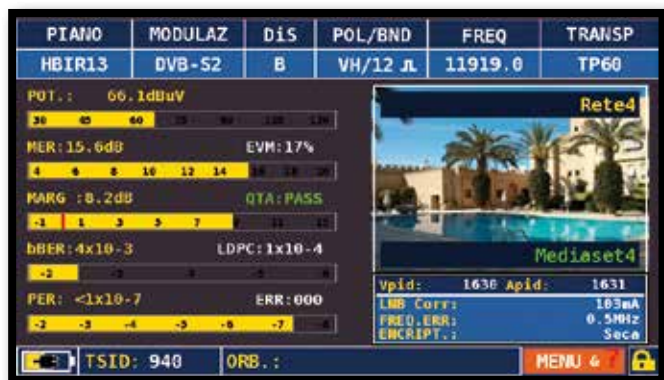 PIANO MODULAZ DiS POL/BND FREQ TRANSP
HBIR13 DVB-S2 B VH/12 11919.0 TP60
POT.: 66.1dBuV
30 45 60
MER:15.6dB EVM:17%
4 6 8 10 12 14
MARG :8.2dB QTA:PASS
-1 1 3 5 7
bBER:4x10-3 LDPC:1x10-4
-2
PER: <1x10-7 ERR:000
-2 -3 -4 -5 -6 -7
Rete4
Mediaset4
Vpid: 1630 Apid: 1631
LNB Corr: 103mA
FREQ.ERR: 0.5MHz
ENCRIPT.: Seca
TSID: 940 ORB.: MENU &